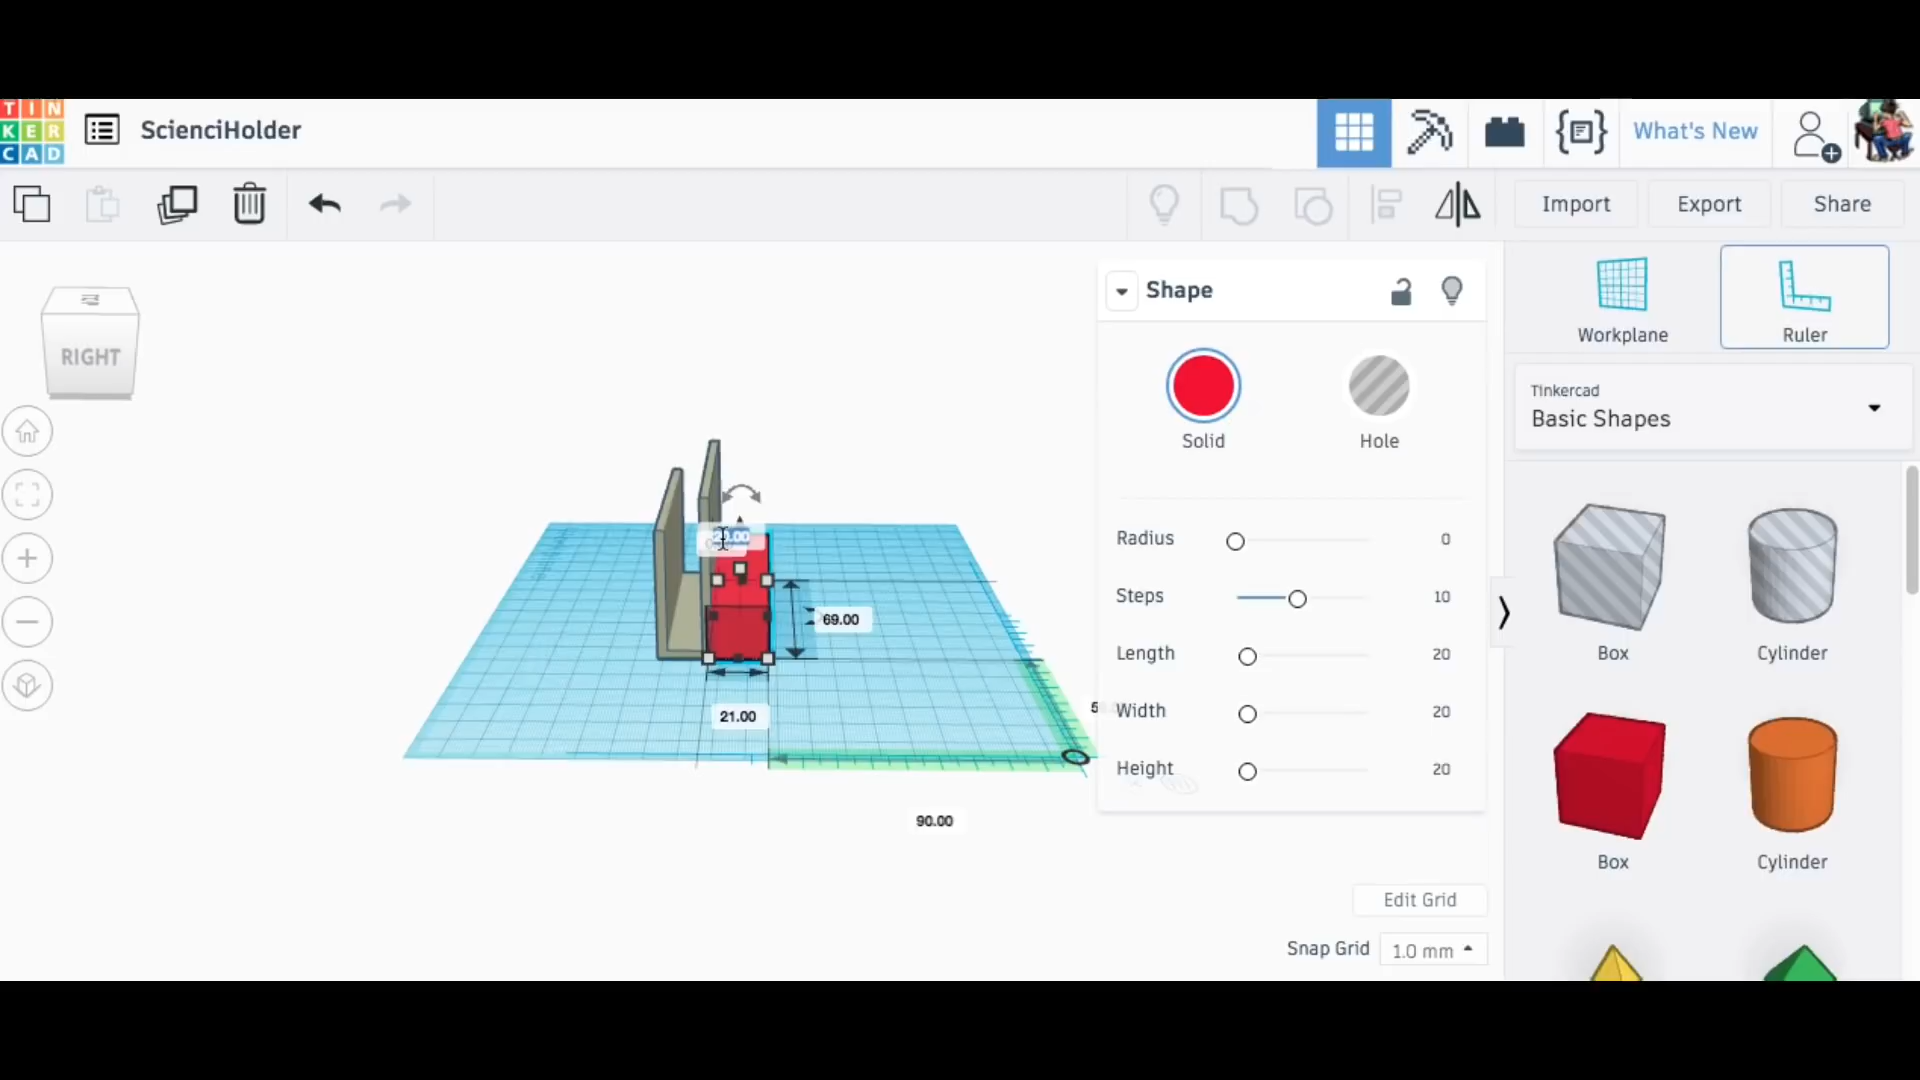 TIN
KER
CAD
ScienciHolder
What's New
Import
Export
Share
RIGHT
Shape
Solid
Hole
Radius 0
Steps 10
Length 20
Width 20
Height 20
Workplane
Ruler
Tinkercad
Basic Shapes
Box
Cylinder
Box
Cylinder
69.00
21.00
90.00
Edit Grid
Snap Grid 1.0 mm